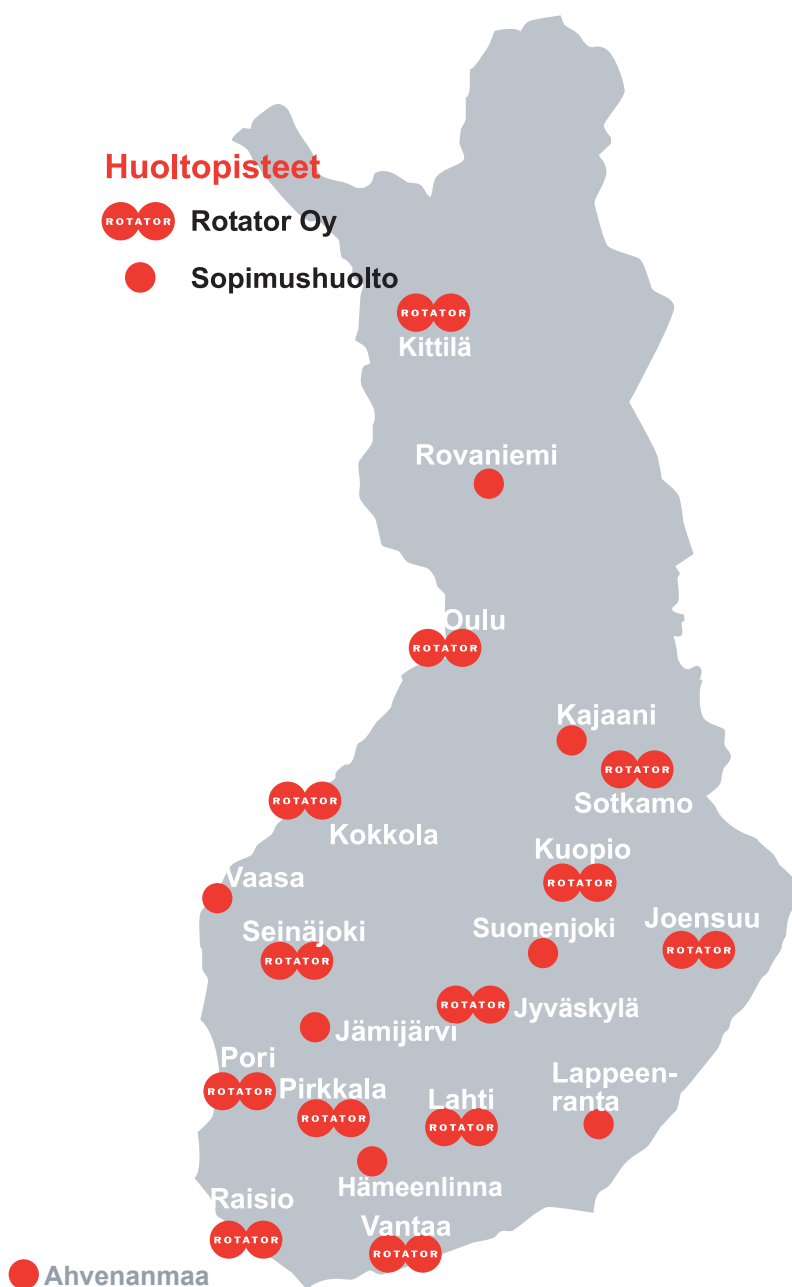 Huoltopisteet
ROTATOR Rotator Oy
Sopimushuolto
ROTATOR
Kittilä
Rovaniemi
Oulu
ROTATOR
Kajaani
ROTATOR
Sotkamo
ROTATOR
Kokkola
Kuopio
ROTATOR
Vaasa
Seinäjoki
ROTATOR
Suonenjoki
Joensuu
ROTATOR
ROTATOR Jyväskylä
Jämijärvi
Pori
ROTATOR
Pirkkala
ROTATOR
Lahti
ROTATOR
Lappeen-
ranta
Hämeenlinna
Raisio
ROTATOR
Vantaa
ROTATOR
Ahvenanmaa